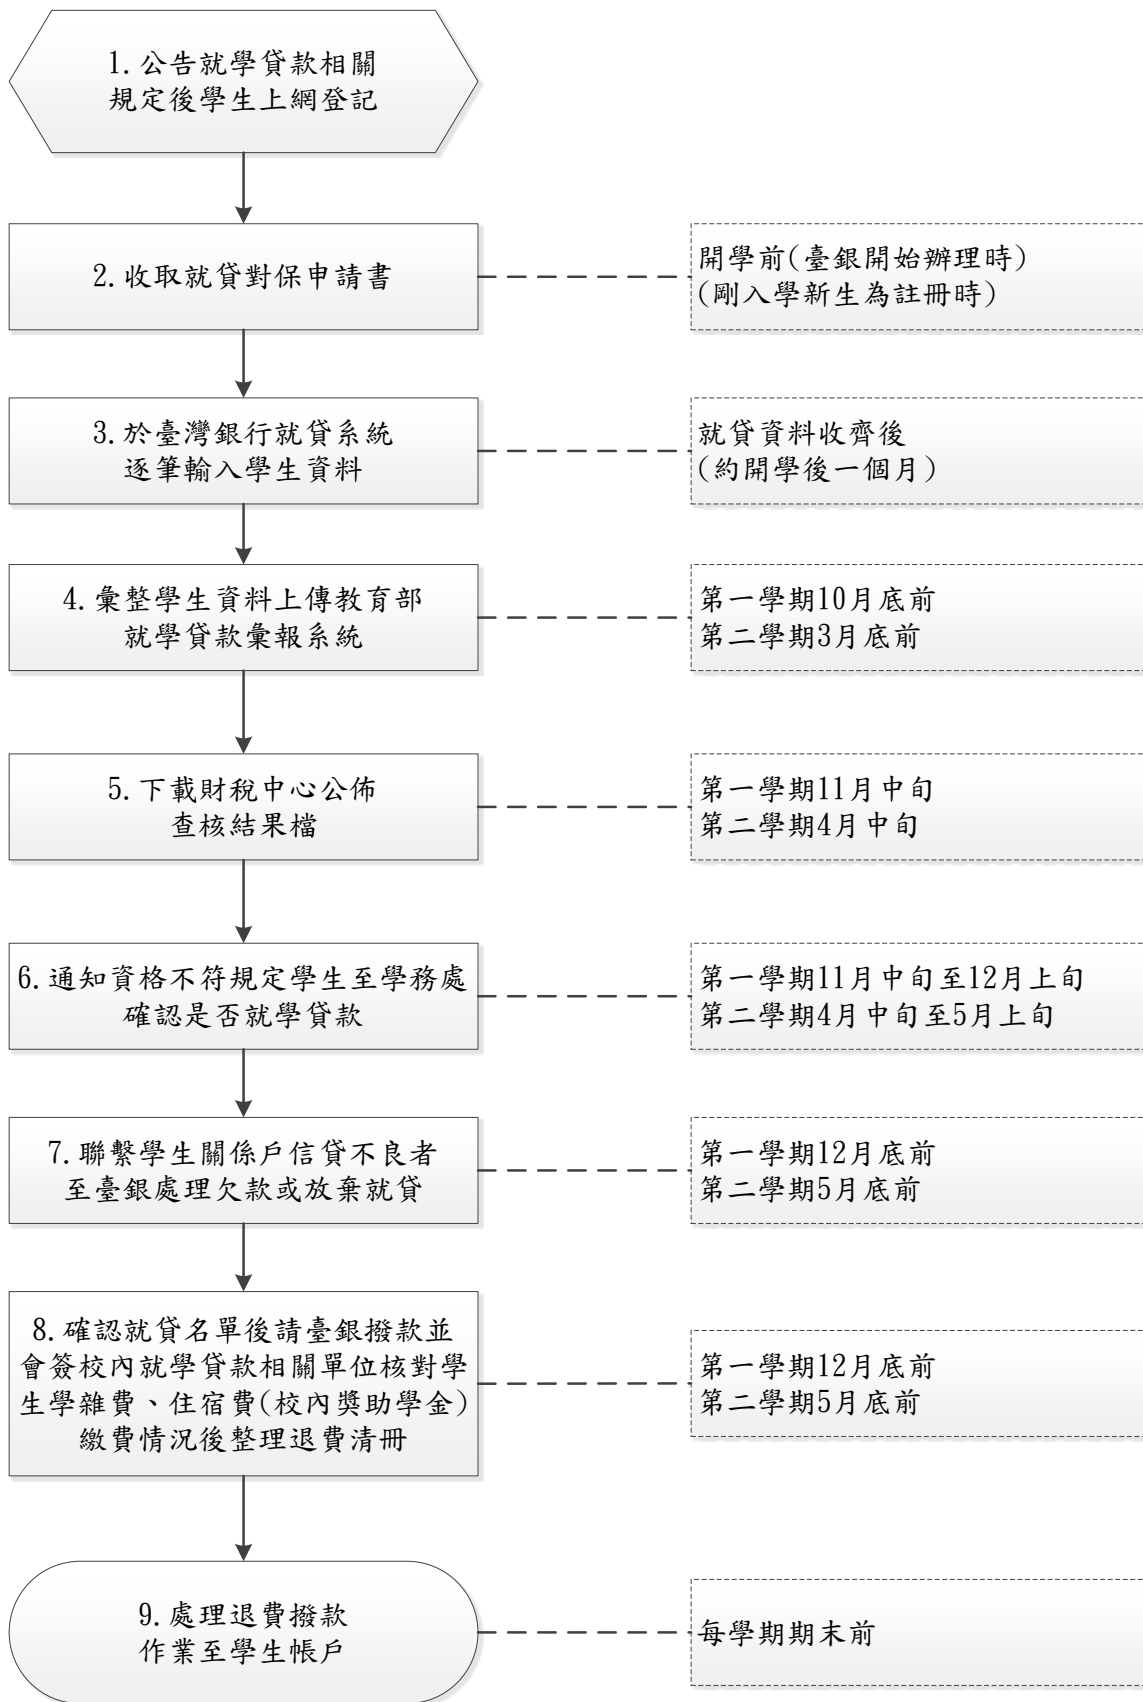 1.公告就學貸款相關
規定後學生上網登記
2.收取就貸對保申請書
開學前(臺銀開始辦理時)
(剛入學新生為註冊時)
3.於臺灣銀行就貸系統
逐筆輸入學生資料
就貸資料收齊後
(約開學後一個月)
4.彙整學生資料上傳教育部
就學貸款彙報系統
第一學期10月底前
第二學期3月底前
5.下載財稅中心公佈
查核結果檔
第一學期11月中旬
第二學期4月中旬
6.通知資格不符規定學生至學務處
確認是否就學貸款
第一學期11月中旬至12月上旬
第二學期4月中旬至5月上旬
7.聯繫學生關係戶信貸不良者
至臺銀處理欠款或放棄就貸
第一學期12月底前
第二學期5月底前
8.確認就貸名單後請臺銀撥款並
會簽校內就學貸款相關單位核對學
生學雜費、住宿費(校內獎助學金)
繳費情況後整理退費清冊
第一學期12月底前
第二學期5月底前
9.處理退費撥款
作業至學生帳戶
每學期期末前